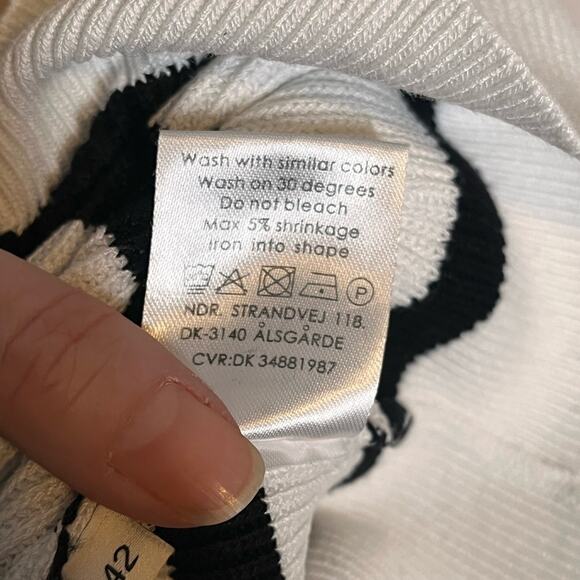 Wash with similar colors
Wash on 30 degrees
Do not bleach
Max 5% shrinkage
Iron into shape
P
NDR. STRANDVEJ 118.
DK-3140 ÅLSGÅRDE
CVR:DK 34881987
42